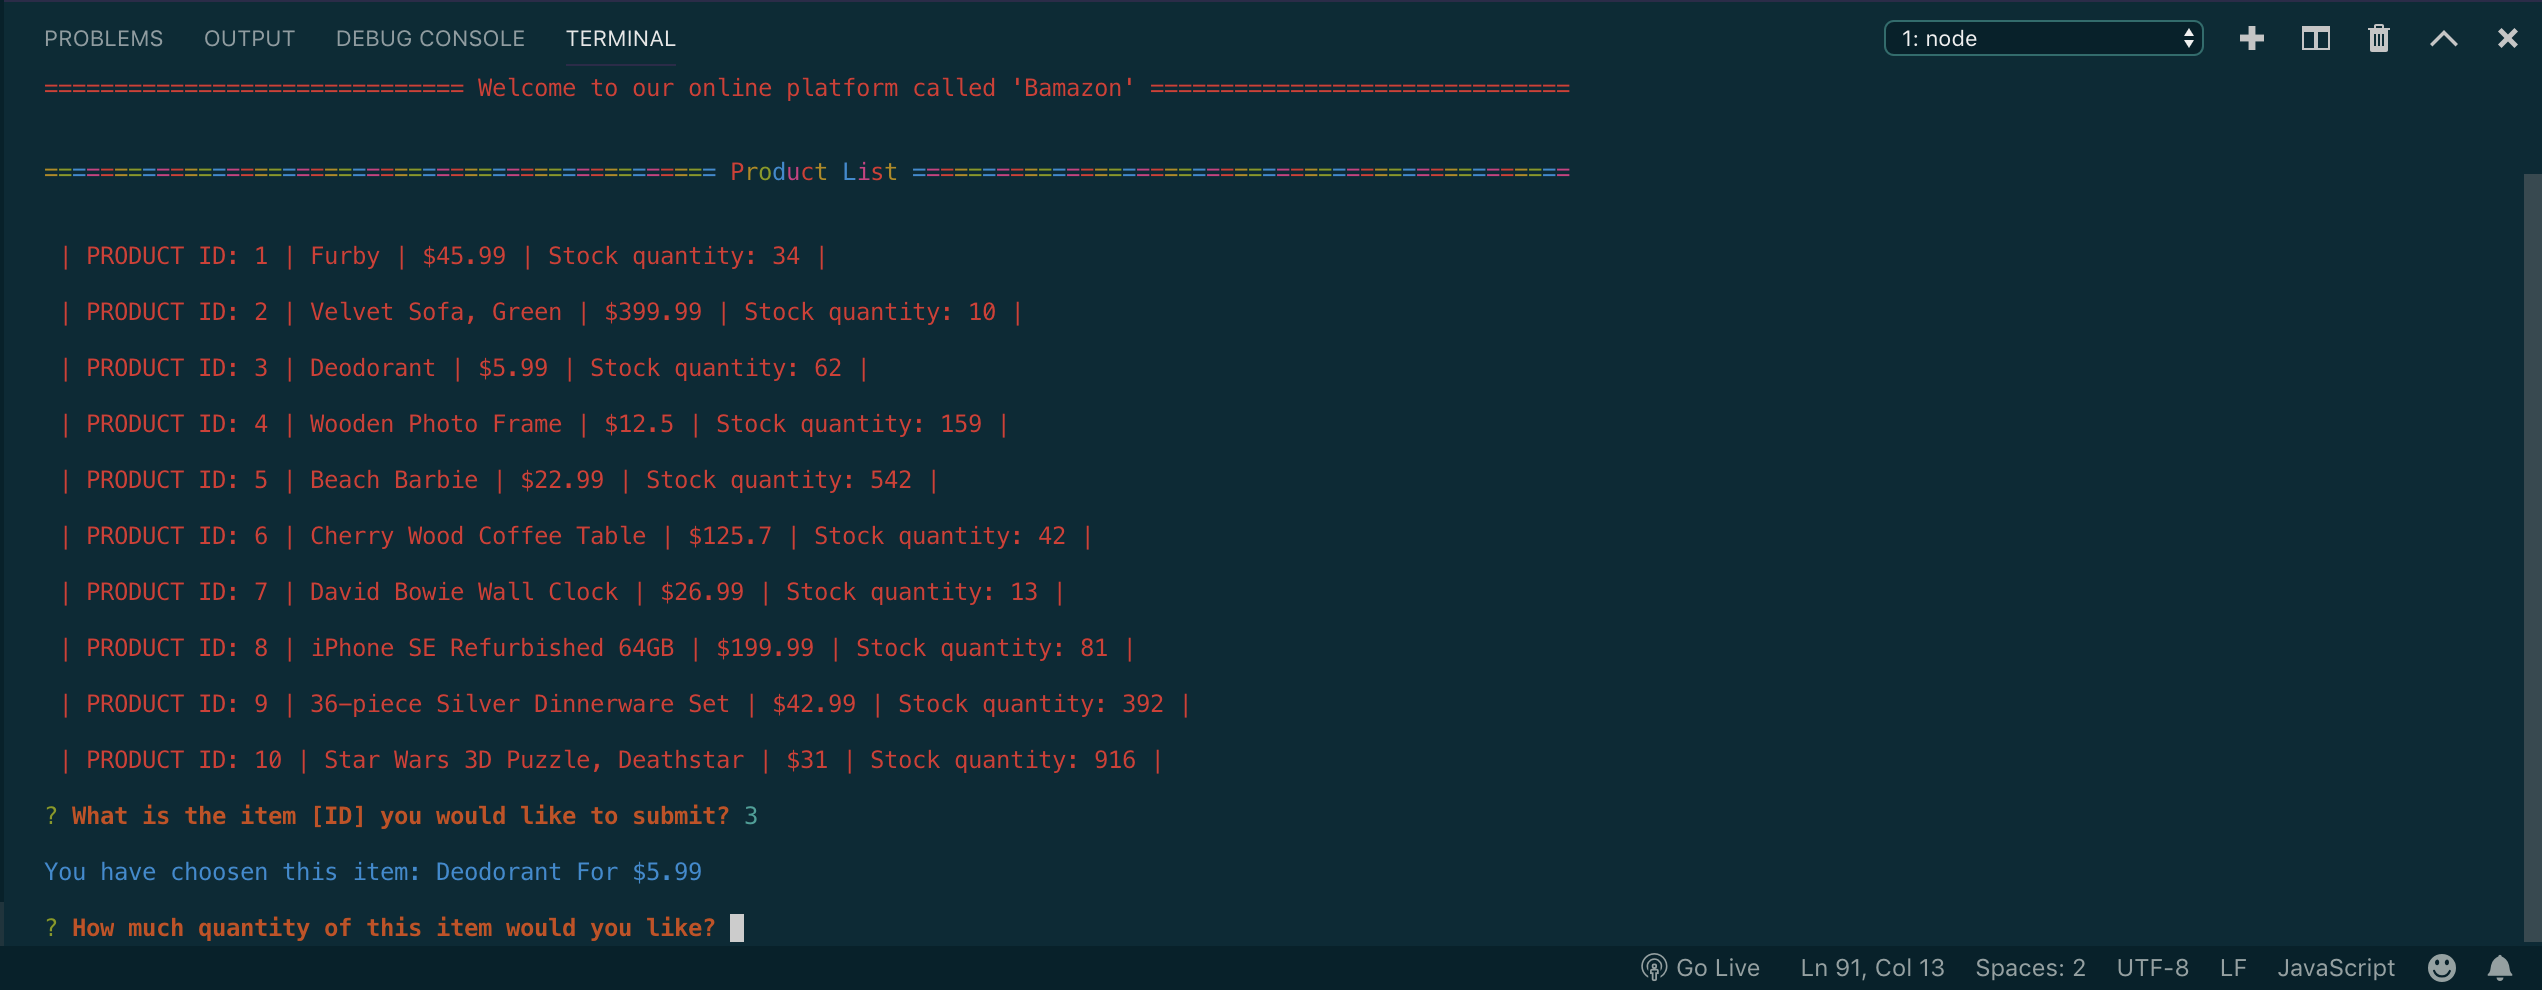 PROBLEMS OUTPUT DEBUG CONSOLE TERMINAL 1: node
============================== Welcome to our online platform called 'Bamazon' ==============================
================================================ Product List ===============================================
| PRODUCT ID: 1 | Furby | $45.99 | Stock quantity: 34 |
| PRODUCT ID: 2 | Velvet Sofa, Green | $399.99 | Stock quantity: 10 |
| PRODUCT ID: 3 | Deodorant | $5.99 | Stock quantity: 62 |
| PRODUCT ID: 4 | Wooden Photo Frame | $12.5 | Stock quantity: 159 |
| PRODUCT ID: 5 | Beach Barbie | $22.99 | Stock quantity: 542 |
| PRODUCT ID: 6 | Cherry Wood Coffee Table | $125.7 | Stock quantity: 42 |
| PRODUCT ID: 7 | David Bowie Wall Clock | $26.99 | Stock quantity: 13 |
| PRODUCT ID: 8 | iPhone SE Refurbished 64GB | $199.99 | Stock quantity: 81 |
| PRODUCT ID: 9 | 36-piece Silver Dinnerware Set | $42.99 | Stock quantity: 392 |
| PRODUCT ID: 10 | Star Wars 3D Puzzle, Deathstar | $31 | Stock quantity: 916 |
? What is the item [ID] you would like to submit? 3
You have choosen this item: Deodorant For $5.99
? How much quantity of this item would you like?
Go Live Ln 91, Col 13 Spaces: 2 UTF-8 LF JavaScript